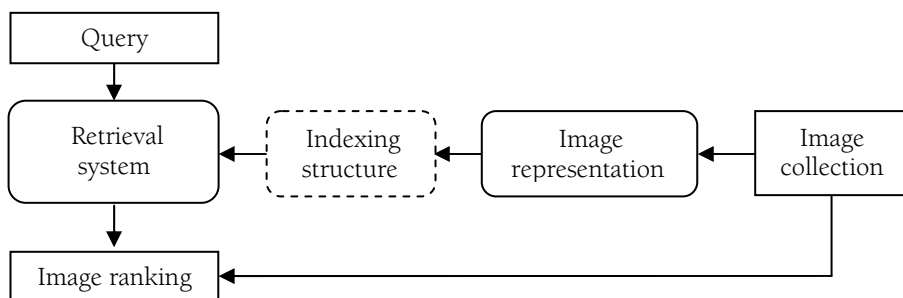 Query
Retrieval
system
Indexing
structure
Image
representation
Image
collection
Image ranking